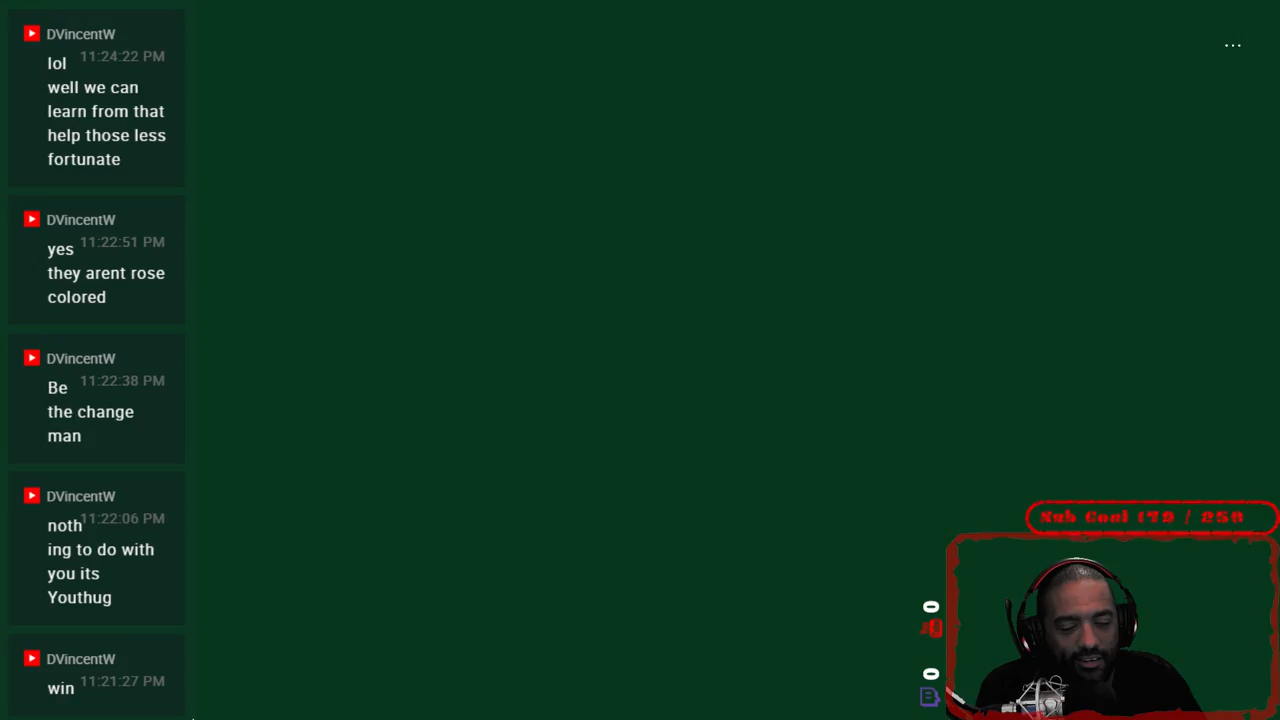 DVincentW
11:24:22 PM
lol
well we can
learn from that
help those less
fortunate
DVincentW
11:22:51 PM
yes
they arent rose
colored
DVincentW
11:22:38 PM
Be
the change
man
DVincentW
11:22:06 PM
noth
ing to do with
you its
Youthug
DVincentW
11:21:27 PM
win
...
Sub Goal 179 / 250
0
0